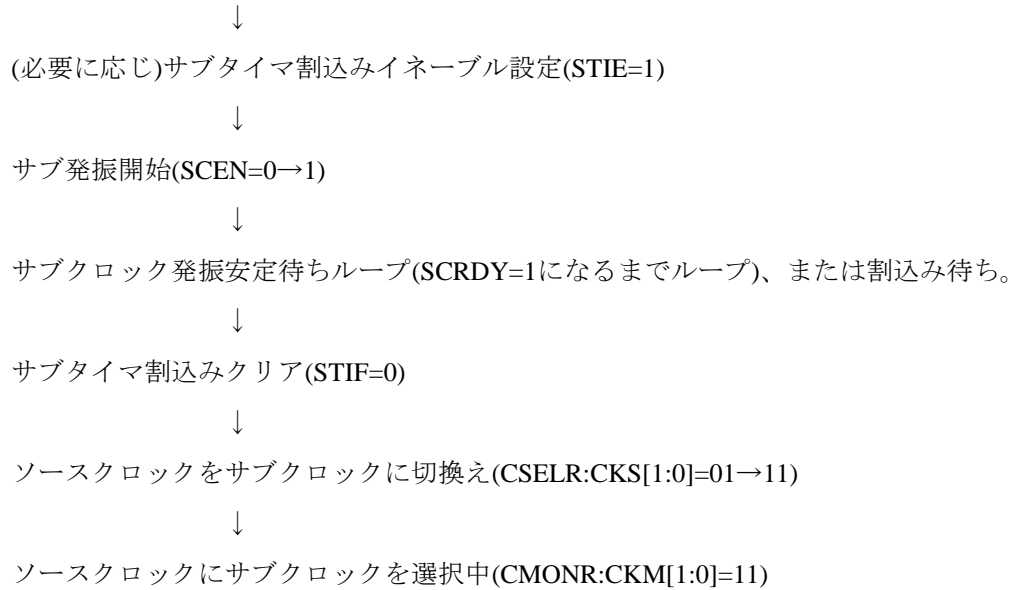 ↓
(必要に応じ)サブタイマ割込みイネーブル設定(STIE=1)
↓
サブ発振開始(SCEN=0→1)
↓
サブクロック発振安定待ちループ(SCRDY=1になるまでループ)、または割込み待ち。
↓
サブタイマ割込みクリア(STIF=0)
↓
ソースクロックをサブクロックに切換え(CSELR:CKS[1:0]=01→11)
↓
ソースクロックにサブクロックを選択中(CMONR:CKM[1:0]=11)